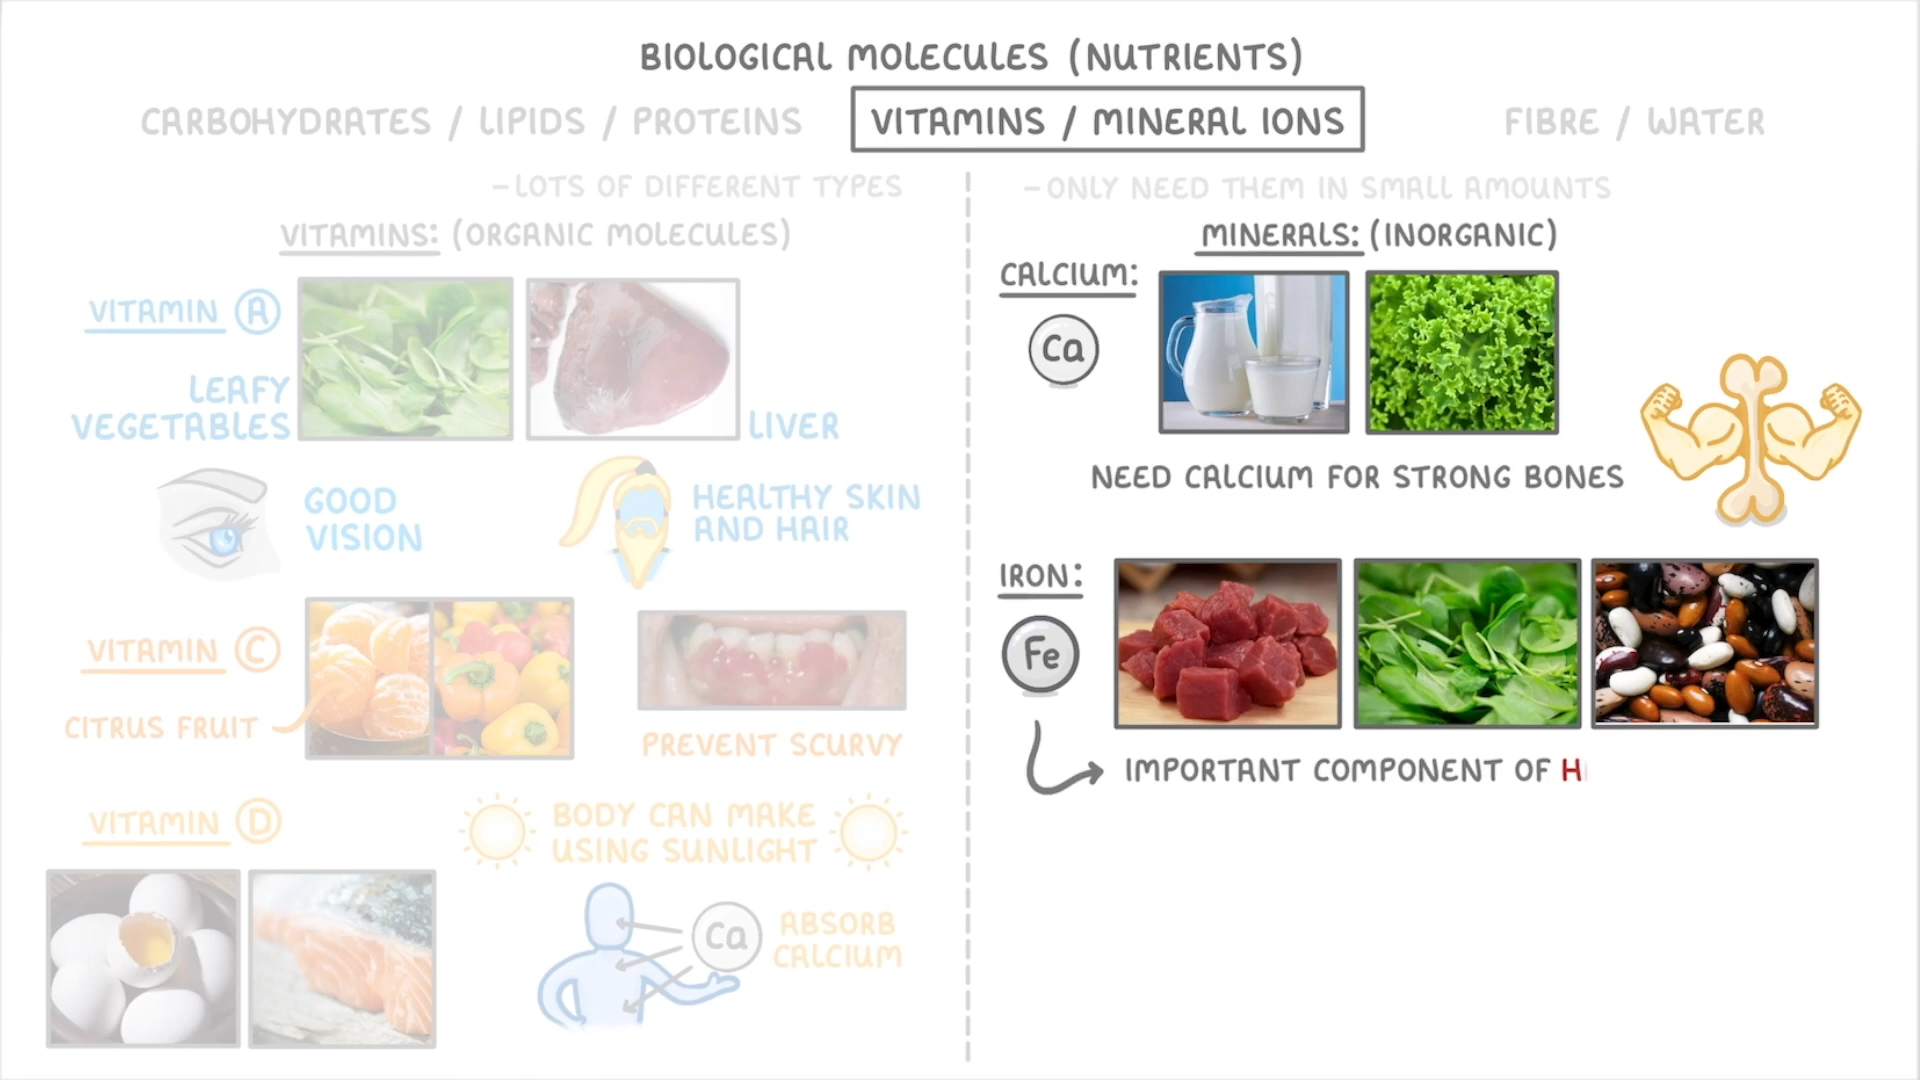 BIOLOGICAL MOLECULES (NUTRIENTS)
CARBOHYDRATES / LIPIDS / PROTEINS
VITAMINS / MINERAL IONS
FIBRE / WATER
- LOTS OF DIFFERENT TYPES
- ONLY NEED THEM IN SMALL AMOUNTS
VITAMINS: (ORGANIC MOLECULES)
VITAMIN A
LEAFY
VEGETABLES
LIVER
GOOD
VISION
HEALTHY SKIN
AND HAIR
VITAMIN C
CITRUS FRUIT
PREVENT SCURVY
VITAMIN D
BODY CAN MAKE
USING SUNLIGHT
Ca
ABSORB
CALCIUM
MINERALS: (INORGANIC)
CALCIUM:
Ca
NEED CALCIUM FOR STRONG BONES
IRON:
Fe
IMPORTANT COMPONENT OF H